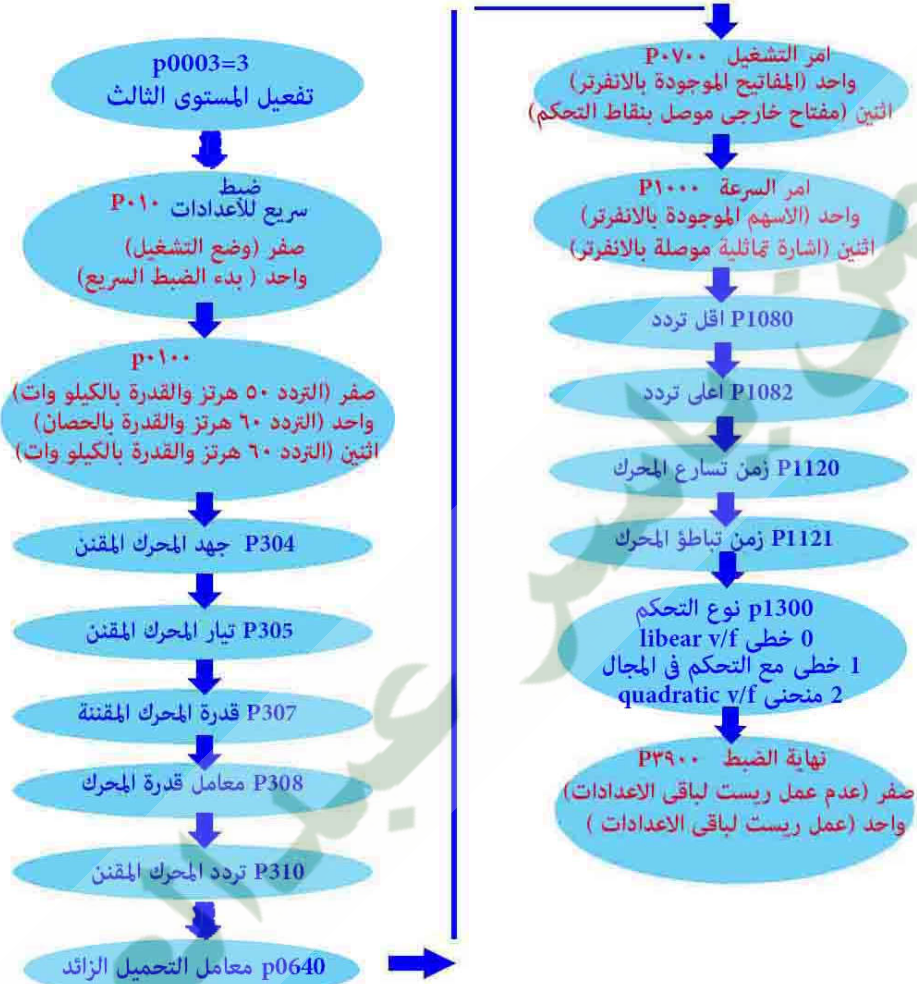 p0003=3
تفعيل المستوى الثالث
ضبط
سريع للأعدادات P٠١٠
صفر (وضع التشغيل)
واحد ( بدء الضبط السريع)
p٠١٠٠
صفر (التردد ٥٠ هرتز والقدرة بالكيلو وات)
واحد (التردد ٦٠ هرتز والقدرة بالحصان)
اثنين (التردد ٦٠ هرتز والقدرة بالكيلو وات)
P304 جهد المحرك المقنن
P305 تيار المحرك المقنن
P307 قدرة المحرك المقننة
P308 معامل قدرة المحرك
P310 تردد المحرك المقنن
p0640 معامل التحميل الزائد
امر التشغيل P٠٧٠٠
واحد (المفاتيح الموجودة بالانفرتر)
اثنين (مفتاح خارجى موصل بنقاط التحكم)
امر السرعة P١٠٠٠
واحد (الاسهم الموجودة بالانفرتر)
اثنين (اشارة تماثلية موصلة بالانفرتر)
P1080 اقل تردد
P1082 اعلى تردد
P1120 زمن تسارع المحرك
P1121 زمن تباطؤ المحرك
p1300 نوع التحكم
0 خطى libear v/f
1 خطى مع التحكم فى المجال
2 منحنى quadratic v/f
نهاية الضبط P٣٩٠٠
صفر (عدم عمل ريست لباقى الاعدادات)
واحد (عمل ريست لباقى الاعدادات )